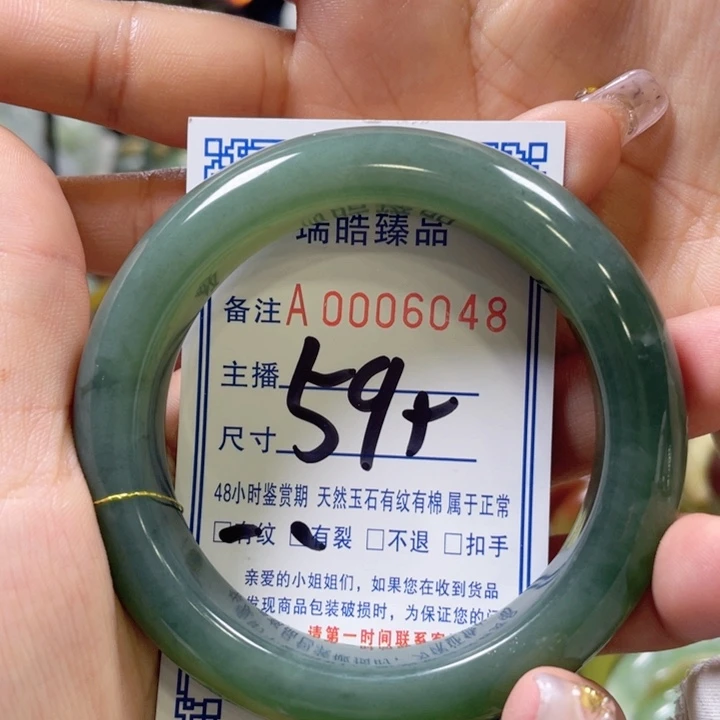 瑞皓臻品
备注 A 0006048
主播
59+
尺寸
48小时鉴赏期 天然玉石有纹有棉 属于正常
□有纹 □有裂 □不退 □扣手
亲爱的小姐姐们，如果您在收到货品
发现商品包装破损时，为保证您的
请第一时间联系客